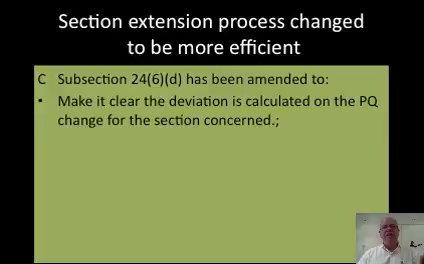 Section extension process changed
to be more efficient
C Subsection 24(6)(d) has been amended to:
• Make it clear the deviation is calculated on the PQ
change for the section concerned.;